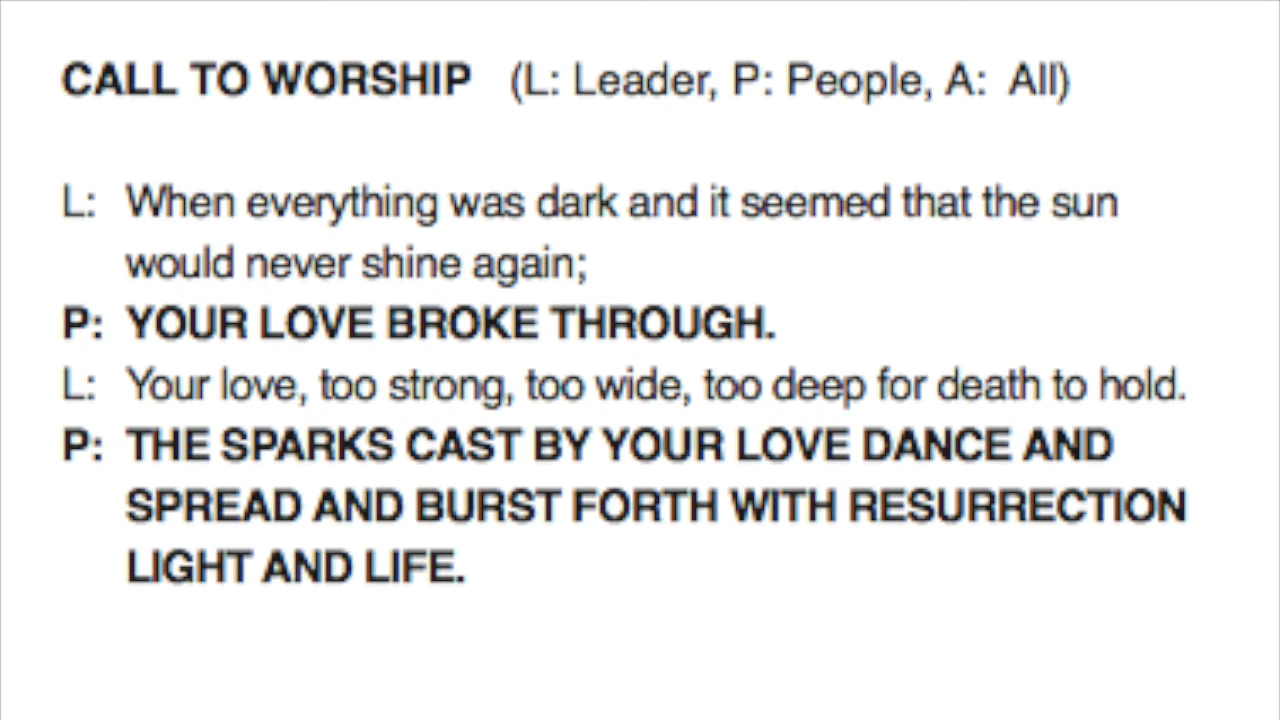 CALL TO WORSHIP (L: Leader, P: People, A: All)
L: When everything was dark and it seemed that the sun
would never shine again;
P: YOUR LOVE BROKE THROUGH.
L: Your love, too strong, too wide, too deep for death to hold.
P: THE SPARKS CAST BY YOUR LOVE DANCE AND
SPREAD AND BURST FORTH WITH RESURRECTION
LIGHT AND LIFE.